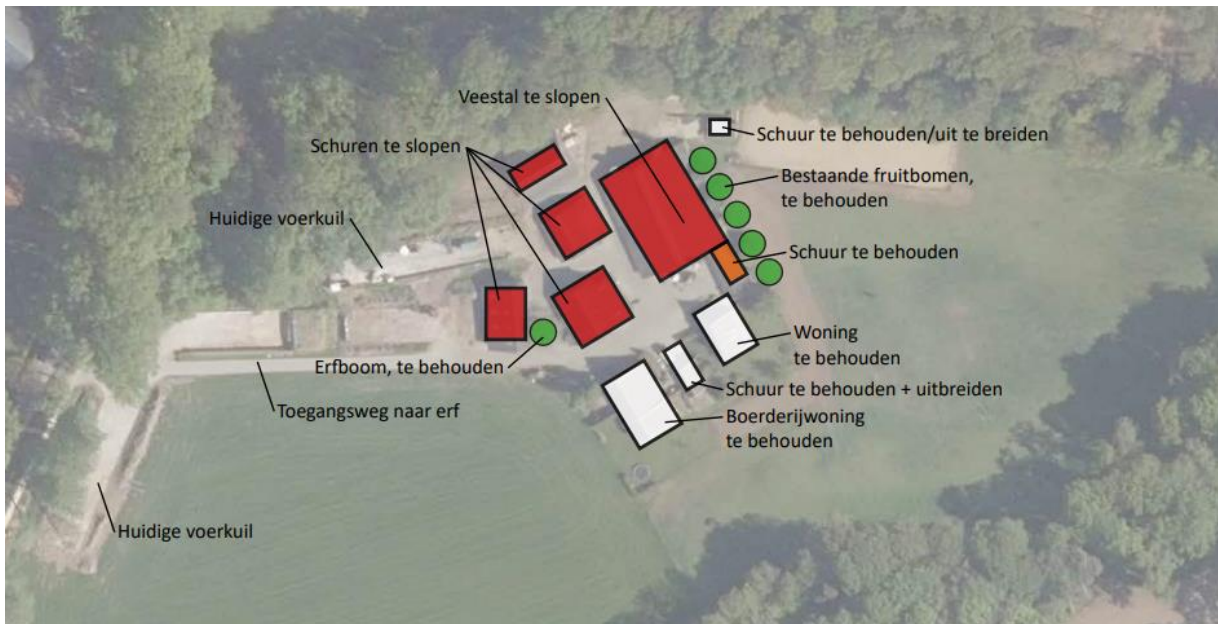 Veestal te slopen
Schuur te behouden/uit te breiden
Schuren te slopen
Bestaande fruitbomen,
te behouden
Huidige voerkuil
Schuur te behouden
Woning
te behouden
Erfboom, te behouden
Schuur te behouden + uitbreiden
Toegangsweg naar erf
Boerderijwoning
te behouden
Huidige voerkuil